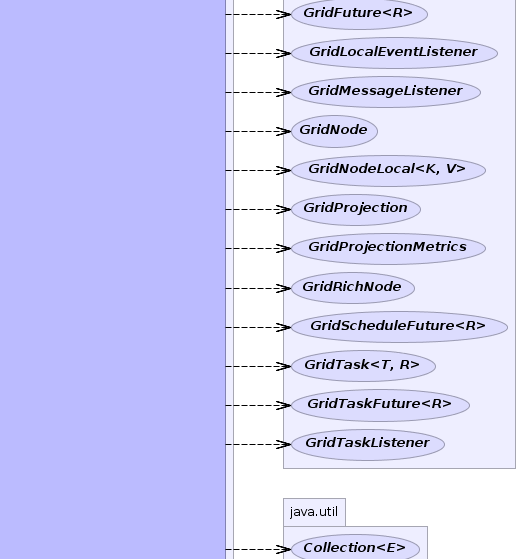 GridFuture<R>
GridLocalEventListener
GridMessageListener
GridNode
GridNodeLocal<K, V>
GridProjection
GridProjectionMetrics
GridRichNode
GridScheduleFuture<R>
GridTask<T, R>
GridTaskFuture<R>
GridTaskListener
java.util
Collection<E>